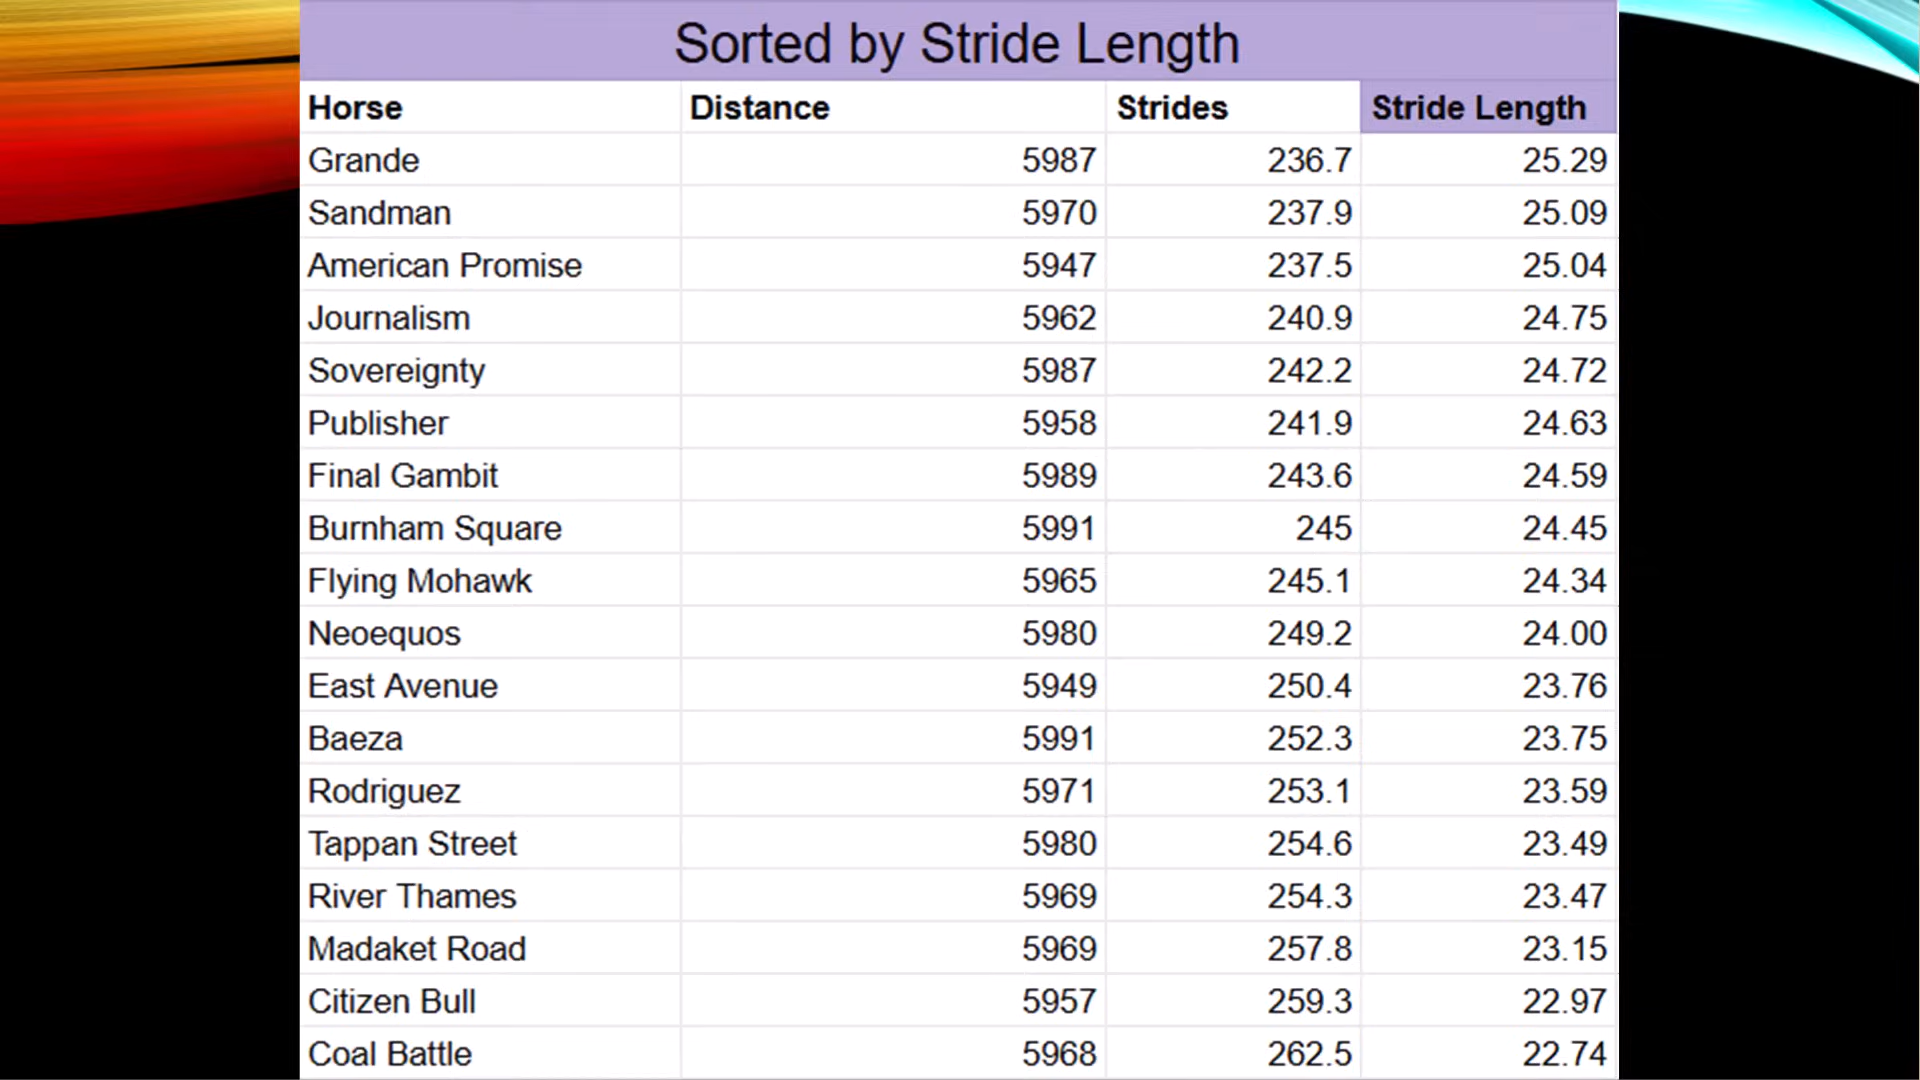 Sorted by Stride Length
Horse Distance Strides Stride Length
Grande 5987 236.7 25.29
Sandman 5970 237.9 25.09
American Promise 5947 237.5 25.04
Journalism 5962 240.9 24.75
Sovereignty 5987 242.2 24.72
Publisher 5958 241.9 24.63
Final Gambit 5989 243.6 24.59
Burnham Square 5991 245 24.45
Flying Mohawk 5965 245.1 24.34
Neoequos 5980 249.2 24.00
East Avenue 5949 250.4 23.76
Baeza 5991 252.3 23.75
Rodriguez 5971 253.1 23.59
Tappan Street 5980 254.6 23.49
River Thames 5969 254.3 23.47
Madaket Road 5969 257.8 23.15
Citizen Bull 5957 259.3 22.97
Coal Battle 5968 262.5 22.74